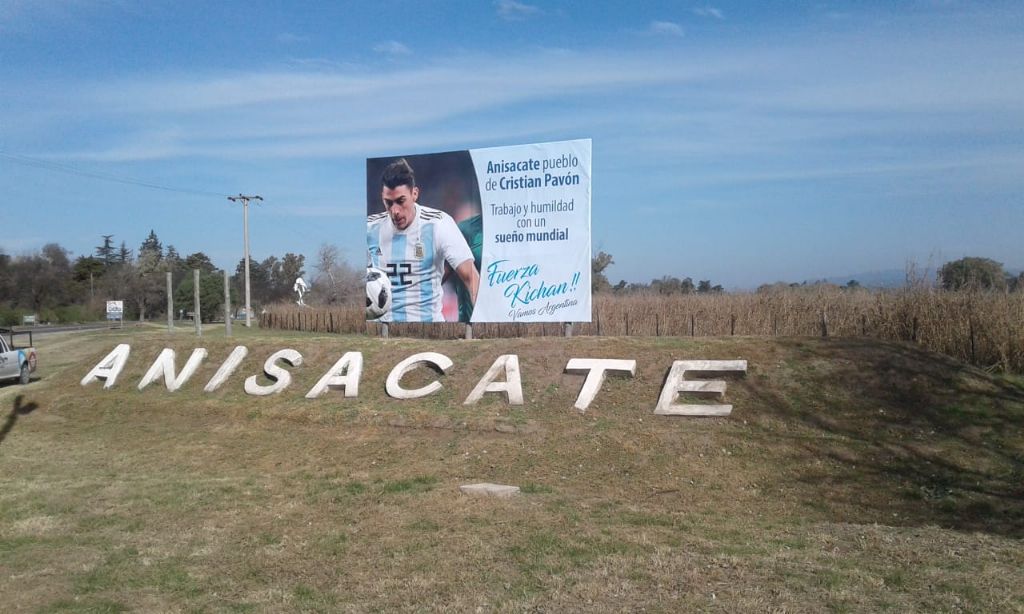 Anisacate pueblo
de Cristian Pavón
Trabajo y humildad
con un
sueño mundial
Fuerza
Kichan!!
Vamos Argentina
22
ANISACATE